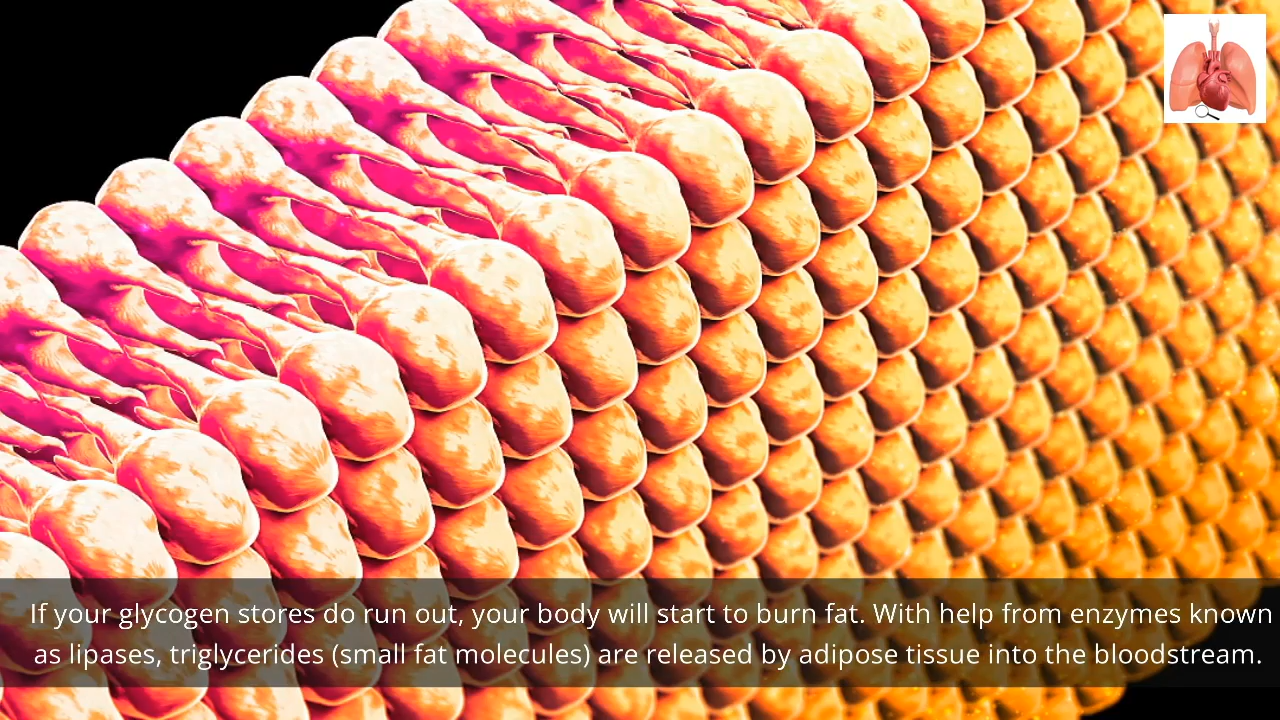 If your glycogen stores do run out, your body will start to burn fat. With help from enzymes known
as lipases, triglycerides (small fat molecules) are released by adipose tissue into the bloodstream.